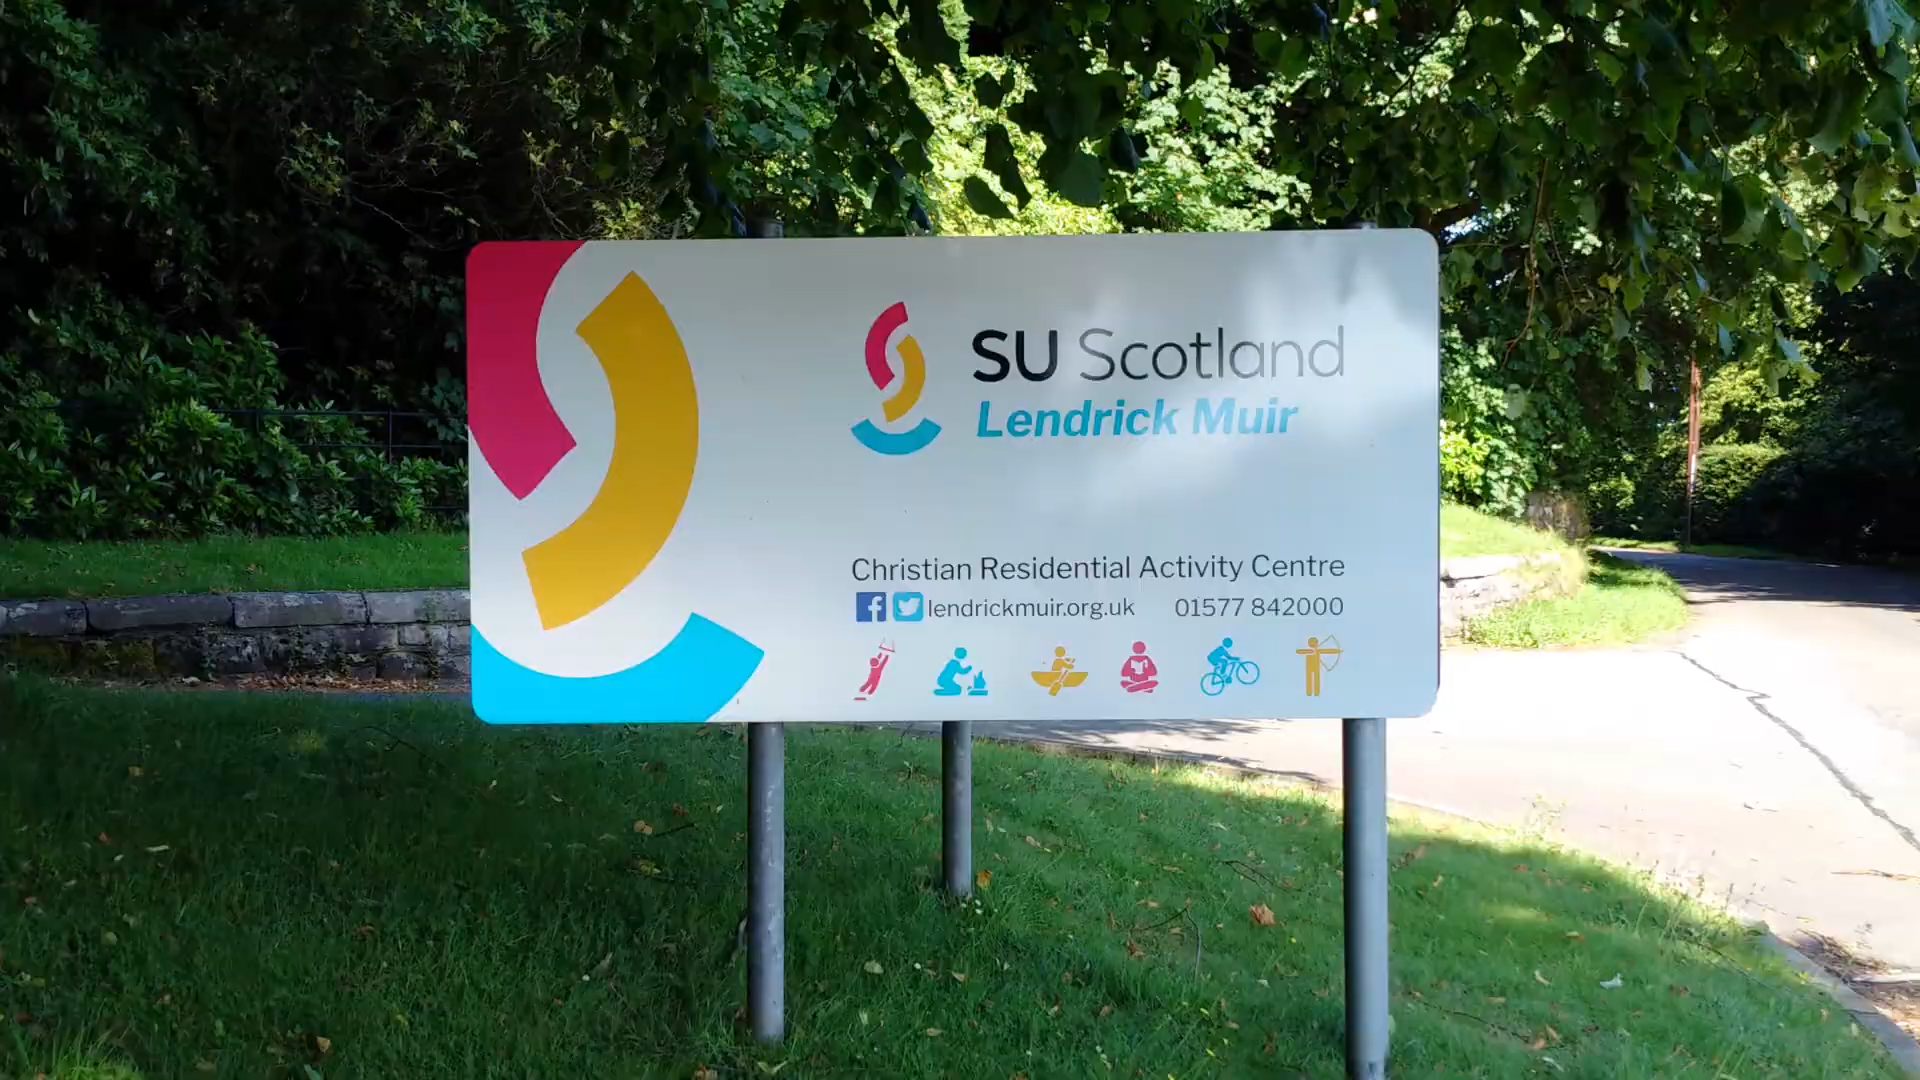 SU Scotland
Lendrick Muir
Christian Residential Activity Centre
lendrickmuir.org.uk 01577 842000